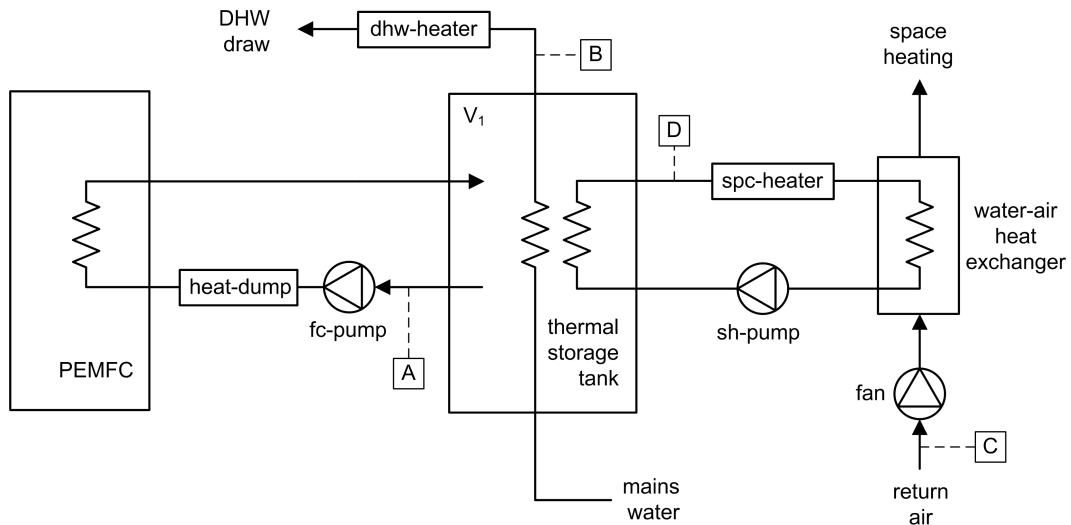 DHW
draw
dhw-heater
B
space
heating
V₁
D
spc-heater
water-air
heat
exchanger
heat-dump
fc-pump
sh-pump
thermal
storage
tank
PEMFC
A
fan
C
mains
water
return
air